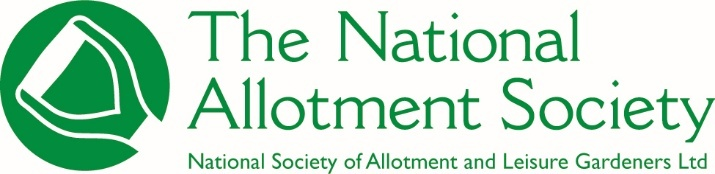 The National
Allotment Society
National Society of Allotment and Leisure Gardeners Ltd